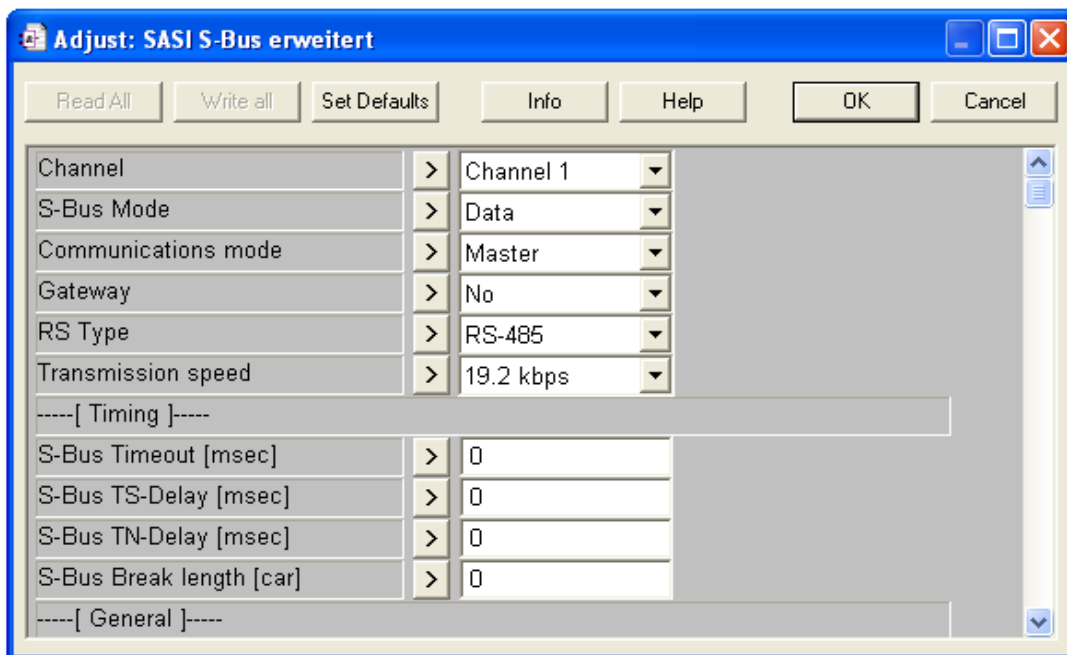 Adjust: SASI S-Bus erweitert
Read All Write all Set Defaults Info Help OK Cancel
Channel > Channel 1
S-Bus Mode > Data
Communications mode > Master
Gateway > No
RS Type > RS-485
Transmission speed > 19.2 kbps
-----[ Timing ]-----
S-Bus Timeout [msec] > 0
S-Bus TS-Delay [msec] > 0
S-Bus TN-Delay [msec] > 0
S-Bus Break length [car] > 0
-----[ General ]-----